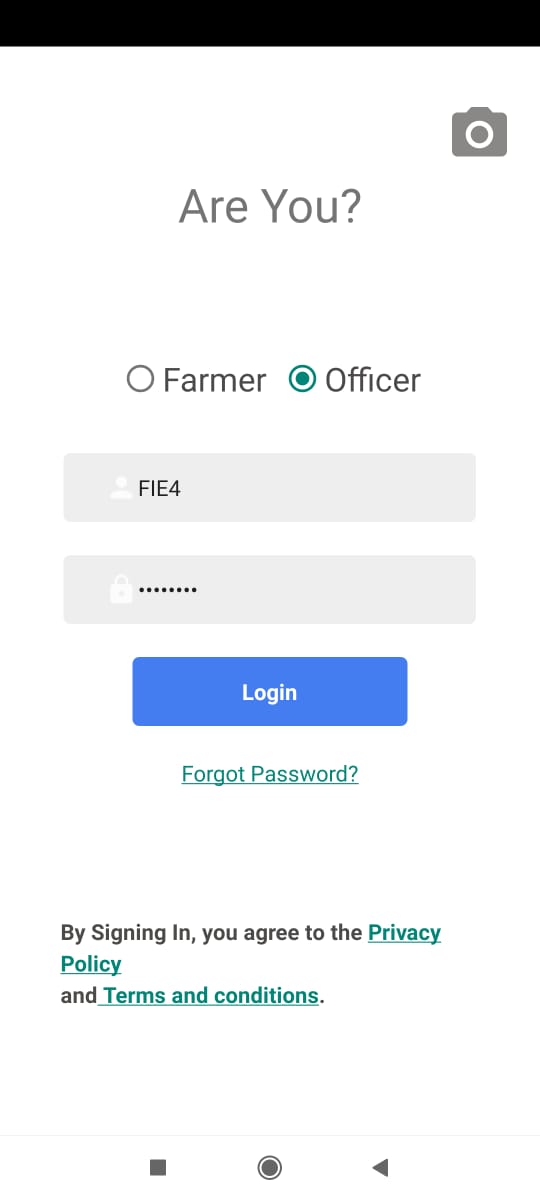 Are You?
Farmer Officer
FIE4
••••••••
Login
Forgot Password?
By Signing In, you agree to the Privacy
Policy
and Terms and conditions.